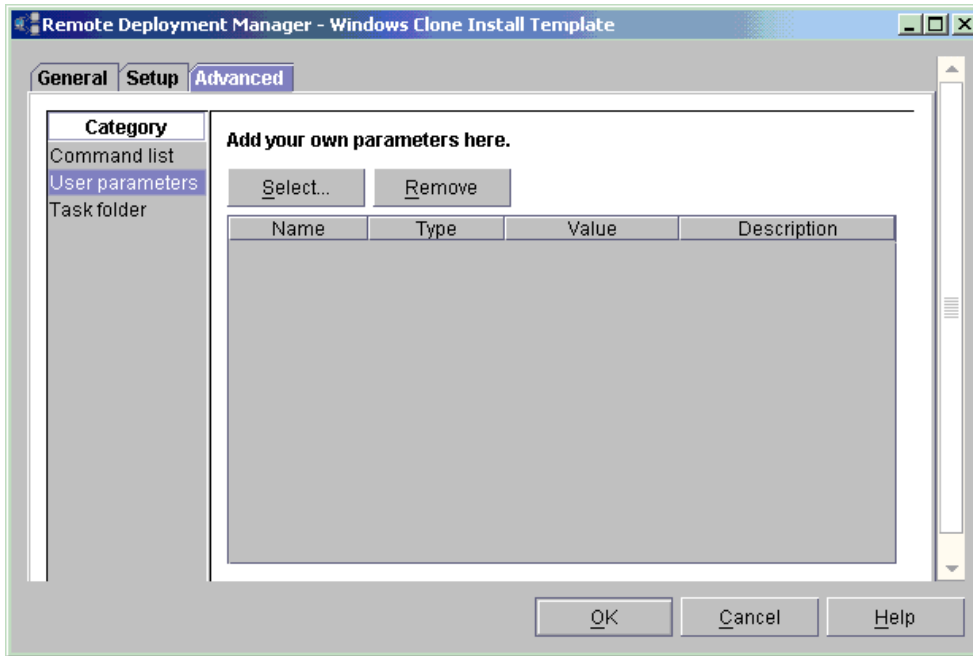 Remote Deployment Manager - Windows Clone Install Template
General Setup Advanced
Category
Command list
User parameters
Task folder
Add your own parameters here.
Select... Remove
Name Type Value Description
OK Cancel Help